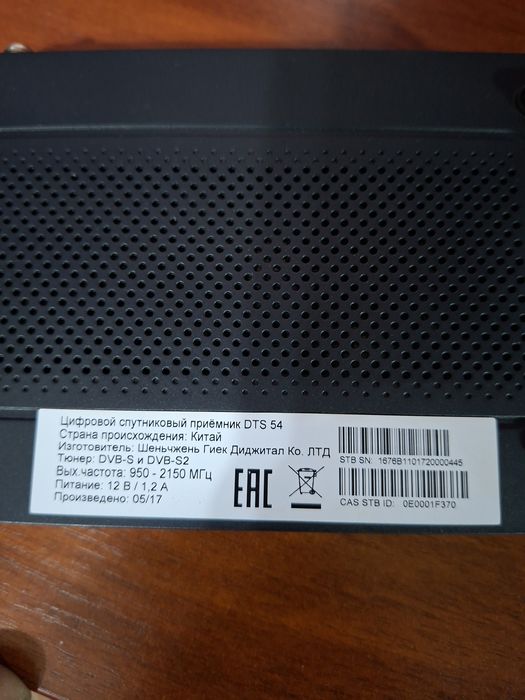 Цифровой спутниковый приёмник DTS 54
Страна происхождения: Китай
Изготовитель: Шеньчжень Гиек Диджитал Ко. ЛТД
Тюнер: DVB-S и DVB-S2
Вых.частота: 950 - 2150 МГц
Питание: 12 В / 1,2 А
Произведено: 05/17
EAC
STB SN: 1676B1101720000445
CAS STB ID: 0E0001F370